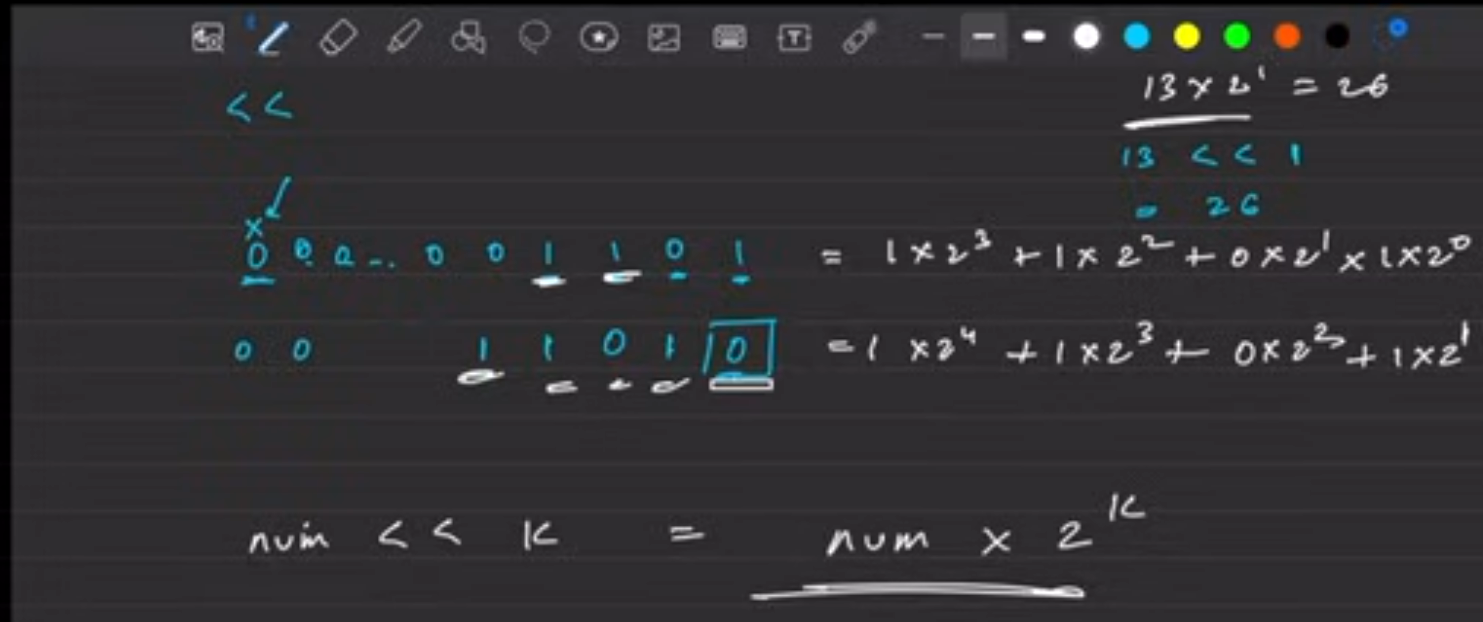 13 × 2¹ = 26
<<
13 << 1
= 26
x
0 0 0 -.. 0 0 1 1 0 1 = 1 × 2³ + 1 × 2² + 0 × 2¹ × 1 × 2⁰
0 0 1 1 0 1 0 = 1 × 2⁴ + 1 × 2³ + 0 × 2² + 1 × 2¹
num << K = num × 2ᴷ